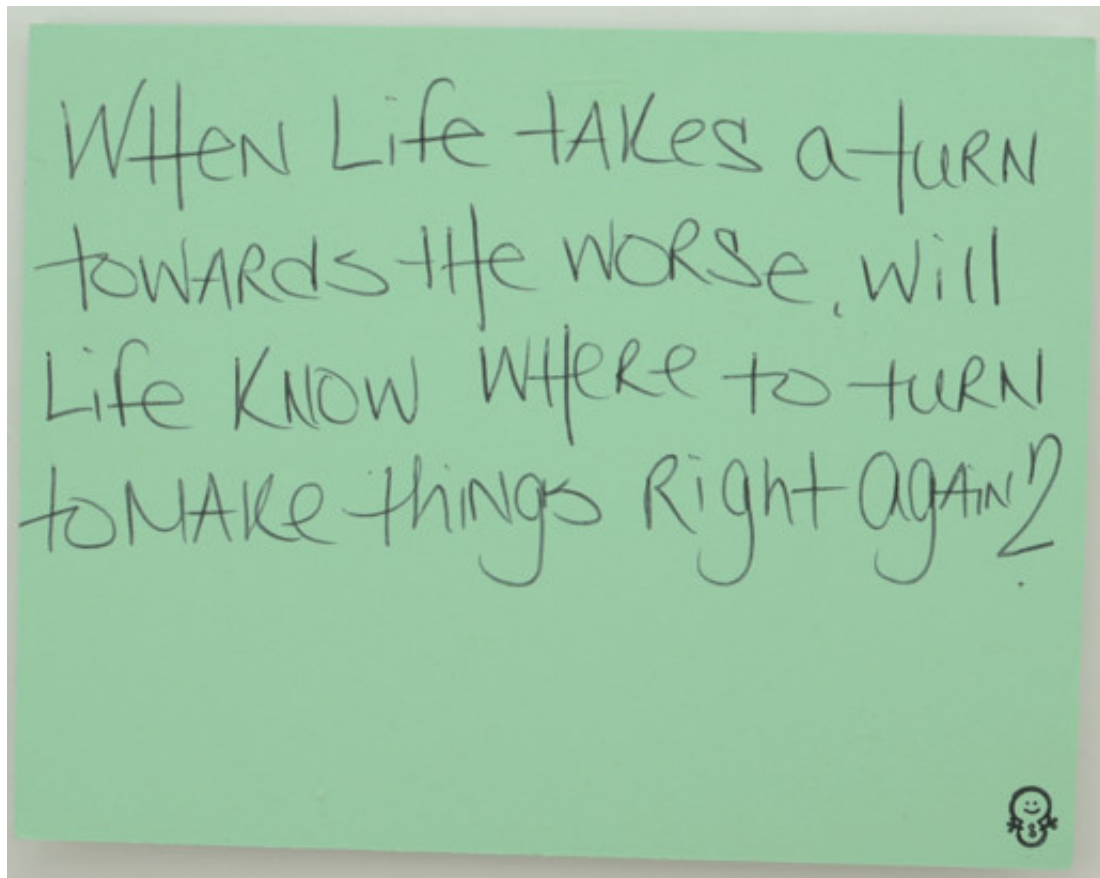 WHeN Life tAKes a tuRN
towARds tHe WORSe, will
Life KNOW WHeRe to tuRN
to MAKe things Right agAiN?